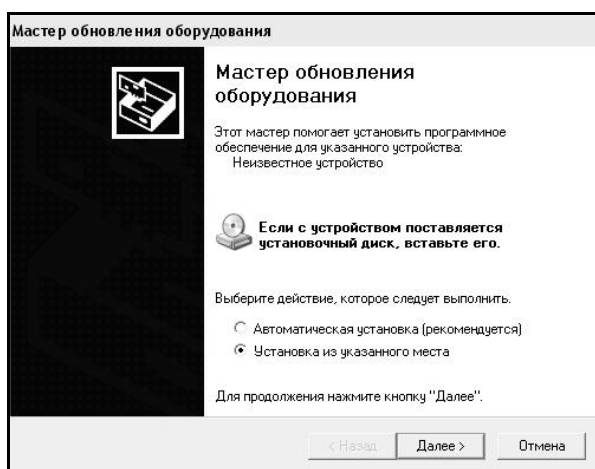 Мастер обновления оборудования
Мастер обновления
оборудования
Этот мастер помогает установить программное
обеспечение для указанного устройства:
Неизвестное устройство
Если с устройством поставляется
установочный диск, вставьте его.
Выберите действие, которое следует выполнить.
Автоматическая установка (рекомендуется)
Установка из указанного места
Для продолжения нажмите кнопку "Далее".
< Назад Далее > Отмена